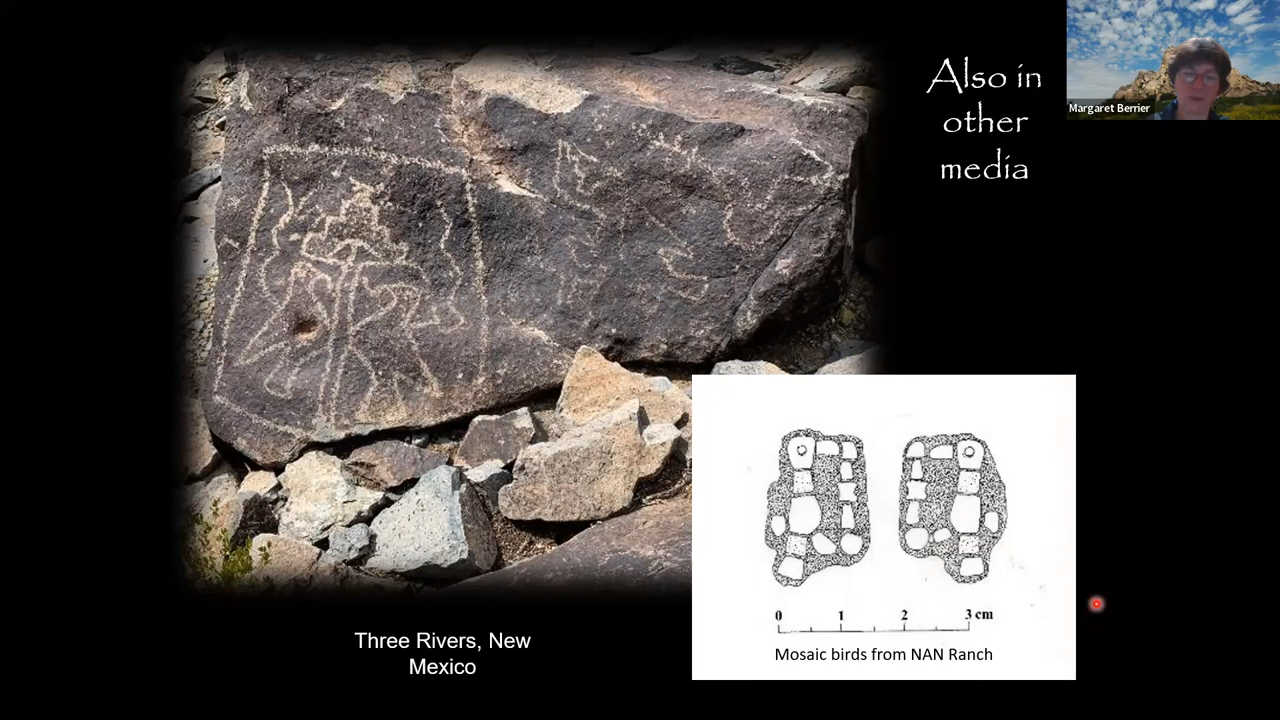 Also in
other
media
Margaret Berrier
0 1 2 3 cm
Mosaic birds from NAN Ranch
Three Rivers, New
Mexico